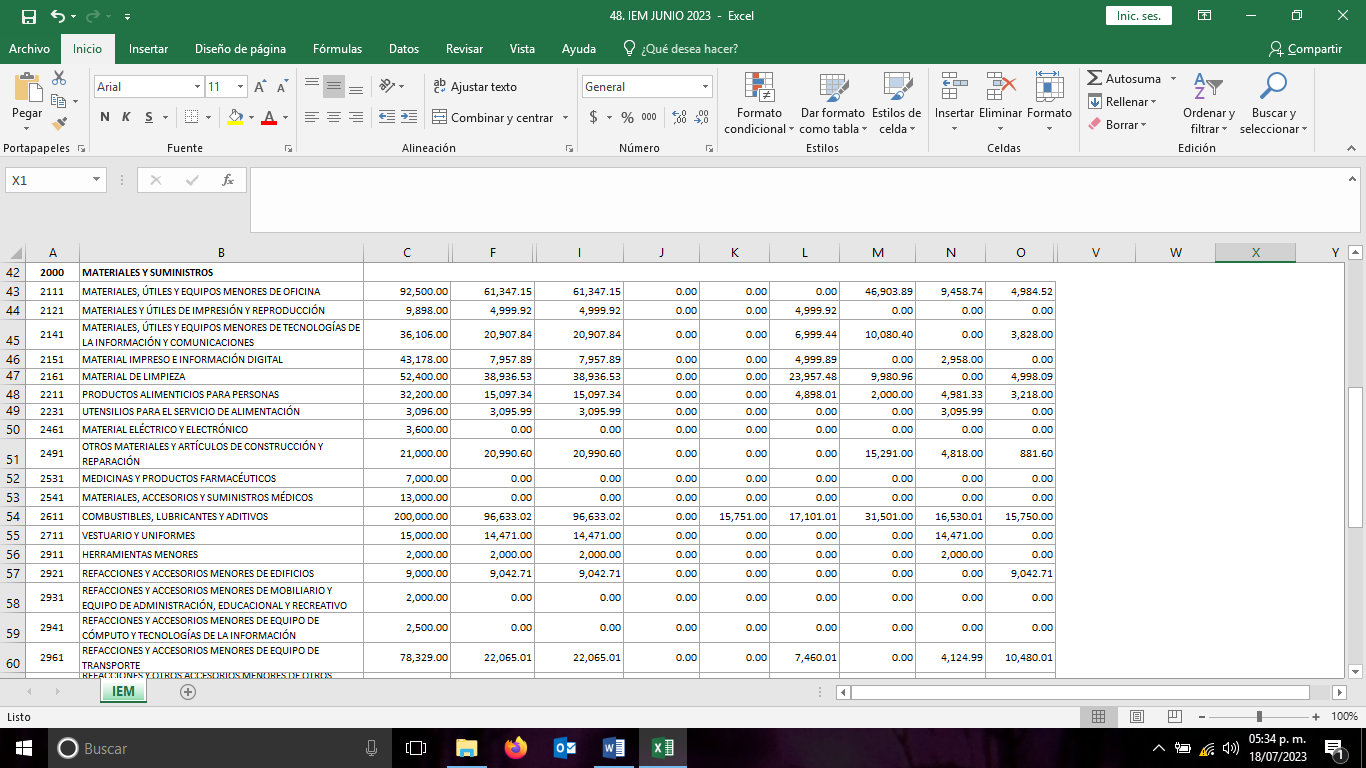 48. IEM JUNIO 2023 - Excel
Inic. ses.
Archivo Inicio Insertar Diseño de página Fórmulas Datos Revisar Vista Ayuda ¿Qué desea hacer? Compartir
Pegar
Portapapeles
Arial 11
N K S
Fuente
Ajustar texto
Combinar y centrar
Alineación
General
$ % 000
Número
Formato condicional
Dar formato como tabla
Estilos de celda
Estilos
Insertar Eliminar Formato
Celdas
Autosuma
Rellenar
Borrar
Ordenar y filtrar
Buscar y seleccionar
Edición
X1 fx
A B C F I J K L M N O V W X Y
42 2000 MATERIALES Y SUMINISTROS
43 2111 MATERIALES, ÚTILES Y EQUIPOS MENORES DE OFICINA 92,500.00 61,347.15 61,347.15 0.00 0.00 0.00 46,903.89 9,458.74 4,984.52
44 2121 MATERIALES Y ÚTILES DE IMPRESIÓN Y REPRODUCCIÓN 9,898.00 4,999.92 4,999.92 0.00 0.00 4,999.92 0.00 0.00 0.00
45 2141 MATERIALES, ÚTILES Y EQUIPOS MENORES DE TECNOLOGÍAS DE
LA INFORMACIÓN Y COMUNICACIONES 36,106.00 20,907.84 20,907.84 0.00 0.00 6,999.44 10,080.40 0.00 3,828.00
46 2151 MATERIAL IMPRESO E INFORMACIÓN DIGITAL 43,178.00 7,957.89 7,957.89 0.00 0.00 4,999.89 0.00 2,958.00 0.00
47 2161 MATERIAL DE LIMPIEZA 52,400.00 38,936.53 38,936.53 0.00 0.00 23,957.48 9,980.96 0.00 4,998.09
48 2211 PRODUCTOS ALIMENTICIOS PARA PERSONAS 32,200.00 15,097.34 15,097.34 0.00 0.00 4,898.01 2,000.00 4,981.33 3,218.00
49 2231 UTENSILIOS PARA EL SERVICIO DE ALIMENTACIÓN 3,096.00 3,095.99 3,095.99 0.00 0.00 0.00 0.00 3,095.99 0.00
50 2461 MATERIAL ELÉCTRICO Y ELECTRÓNICO 3,600.00 0.00 0.00 0.00 0.00 0.00 0.00 0.00 0.00
51 2491 OTROS MATERIALES Y ARTÍCULOS DE CONSTRUCCIÓN Y
REPARACIÓN 21,000.00 20,990.60 20,990.60 0.00 0.00 0.00 15,291.00 4,818.00 881.60
52 2531 MEDICINAS Y PRODUCTOS FARMACÉUTICOS 7,000.00 0.00 0.00 0.00 0.00 0.00 0.00 0.00 0.00
53 2541 MATERIALES, ACCESORIOS Y SUMINISTROS MÉDICOS 13,000.00 0.00 0.00 0.00 0.00 0.00 0.00 0.00 0.00
54 2611 COMBUSTIBLES, LUBRICANTES Y ADITIVOS 200,000.00 96,633.02 96,633.02 0.00 15,751.00 17,101.01 31,501.00 16,530.01 15,750.00
55 2711 VESTUARIO Y UNIFORMES 15,000.00 14,471.00 14,471.00 0.00 0.00 0.00 0.00 14,471.00 0.00
56 2911 HERRAMIENTAS MENORES 2,000.00 2,000.00 2,000.00 0.00 0.00 0.00 0.00 2,000.00 0.00
57 2921 REFACCIONES Y ACCESORIOS MENORES DE EDIFICIOS 9,000.00 9,042.71 9,042.71 0.00 0.00 0.00 0.00 0.00 9,042.71
58 2931 REFACCIONES Y ACCESORIOS MENORES DE MOBILIARIO Y
EQUIPO DE ADMINISTRACIÓN, EDUCACIONAL Y RECREATIVO 2,000.00 0.00 0.00 0.00 0.00 0.00 0.00 0.00 0.00
59 2941 REFACCIONES Y ACCESORIOS MENORES DE EQUIPO DE
CÓMPUTO Y TECNOLOGÍAS DE LA INFORMACIÓN 2,500.00 0.00 0.00 0.00 0.00 0.00 0.00 0.00 0.00
60 2961 REFACCIONES Y ACCESORIOS MENORES DE EQUIPO DE
TRANSPORTE 78,329.00 22,065.01 22,065.01 0.00 0.00 7,460.01 0.00 4,124.99 10,480.01
REFACCIONES Y OTROS ACCESORIOS MENORES DE OTROS
IEM
Listo 100%
Buscar
05:34 p. m.
18/07/2023
1